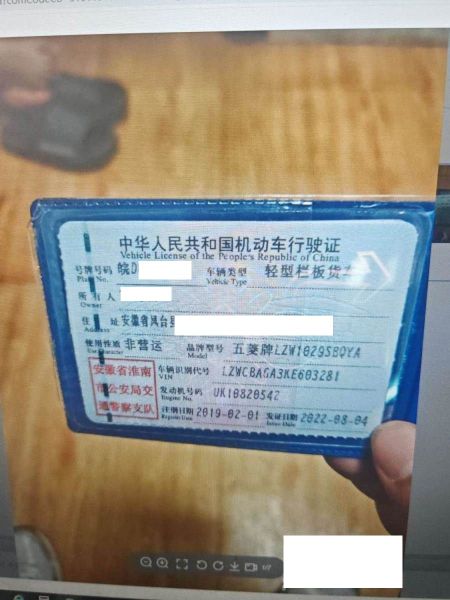 中华人民共和国机动车行驶证
Vehicle License of the People's Republic of China
号牌号码 皖D 车辆类型 轻型栏板货
Plate No. Vehicle Type
所有人
Owner
住址 安徽省凤台县
Address
使用性质 非营运 品牌型号 五菱牌LZW1029SBQYA
Use Character Model
安徽省淮南 车辆识别代号 LZWCBAGA3KE603281
VIN
市公安局交 发动机号码 UK10820542
Engine No.
通警察支队 注册日期 2019-02-01 发证日期 2022-08-04
Register Date Issue Date